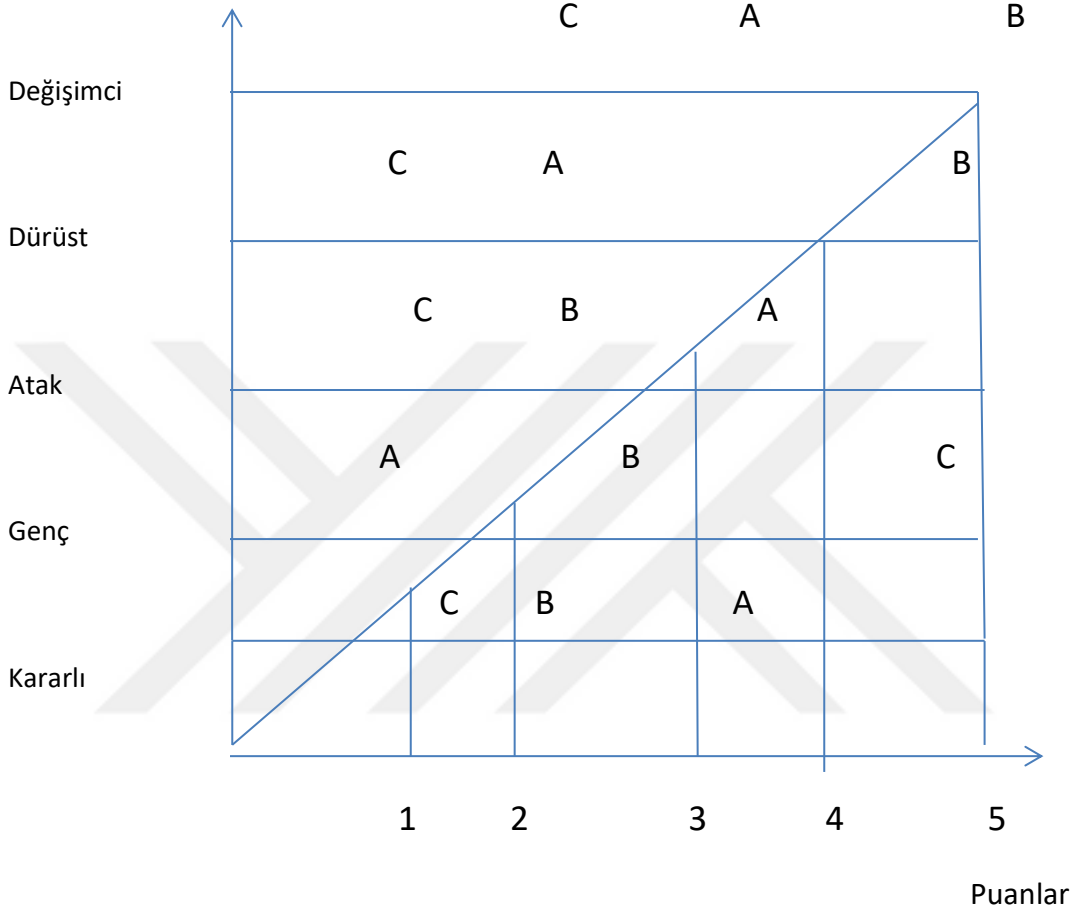 C A B
Değişimci
C A B
Dürüst
C B A
Atak
A B C
Genç
C B A
Kararlı
1 2 3 4 5
Puanlar